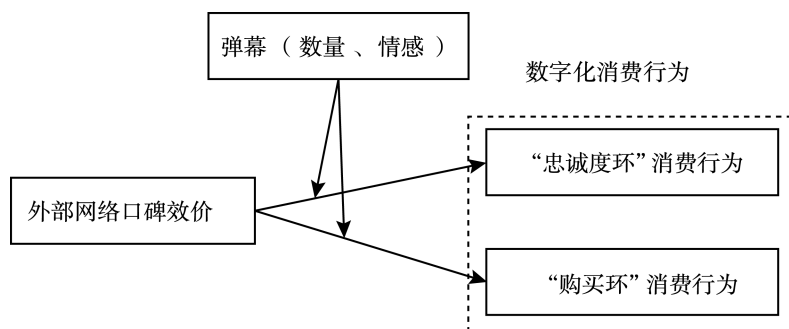 弹幕（数量、情感）
数字化消费行为
“忠诚度环”消费行为
外部网络口碑效价
“购买环”消费行为